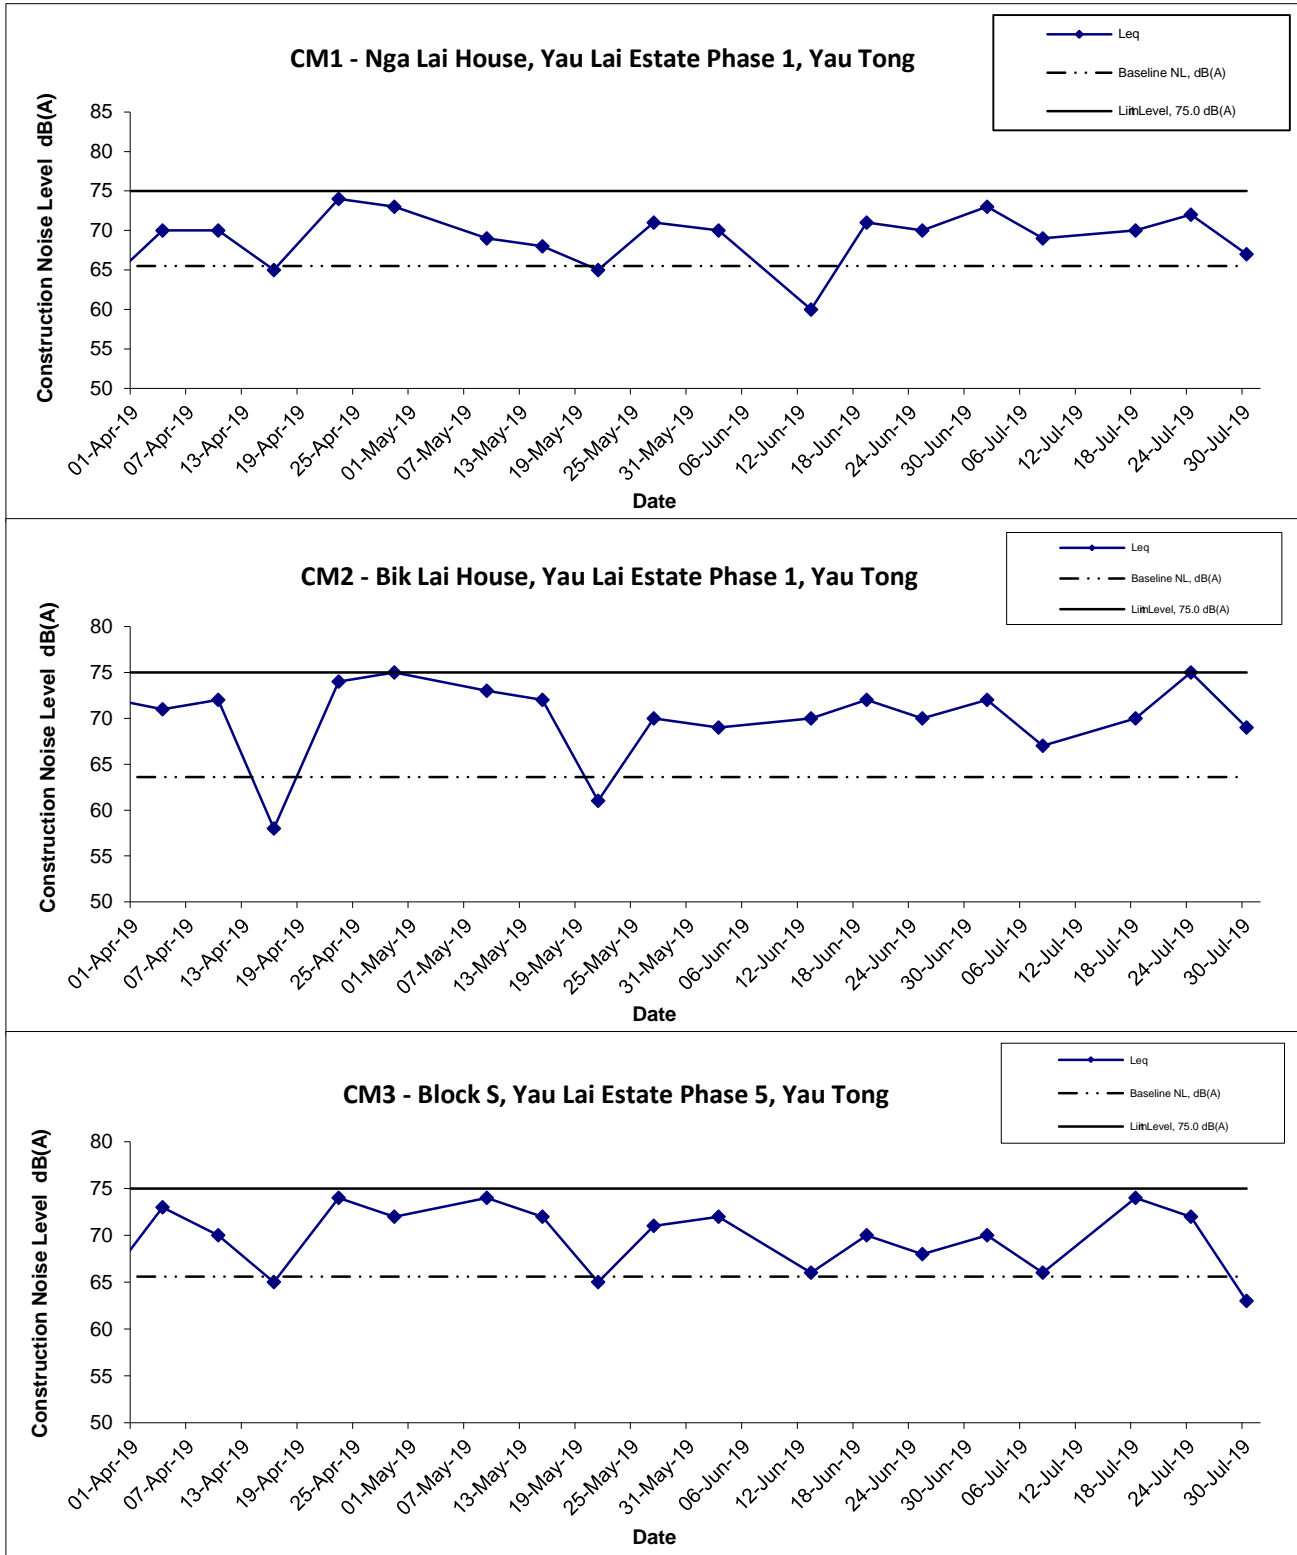 CM1 - Nga Lai House, Yau Lai Estate Phase 1, Yau Tong
Leq
Baseline NL, dB(A)
Level, 75.0 dB(A)
Construction Noise Level dB(A)
85
80
75
70
65
60
55
50
01-Apr-19
07-Apr-19
13-Apr-19
19-Apr-19
25-Apr-19
01-May-19
07-May-19
13-May-19
19-May-19
25-May-19
31-May-19
06-Jun-19
12-Jun-19
18-Jun-19
24-Jun-19
30-Jun-19
06-Jul-19
12-Jul-19
18-Jul-19
24-Jul-19
30-Jul-19
Date
CM2 - Bik Lai House, Yau Lai Estate Phase 1, Yau Tong
Leq
Baseline NL, dB(A)
Level, 75.0 dB(A)
Construction Noise Level dB(A)
80
75
70
65
60
55
50
01-Apr-19
07-Apr-19
13-Apr-19
19-Apr-19
25-Apr-19
01-May-19
07-May-19
13-May-19
19-May-19
25-May-19
31-May-19
06-Jun-19
12-Jun-19
18-Jun-19
24-Jun-19
30-Jun-19
06-Jul-19
12-Jul-19
18-Jul-19
24-Jul-19
30-Jul-19
Date
CM3 - Block S, Yau Lai Estate Phase 5, Yau Tong
Leq
Baseline NL, dB(A)
Level, 75.0 dB(A)
Construction Noise Level dB(A)
80
75
70
65
60
55
50
01-Apr-19
07-Apr-19
13-Apr-19
19-Apr-19
25-Apr-19
01-May-19
07-May-19
13-May-19
19-May-19
25-May-19
31-May-19
06-Jun-19
12-Jun-19
18-Jun-19
24-Jun-19
30-Jun-19
06-Jul-19
12-Jul-19
18-Jul-19
24-Jul-19
30-Jul-19
Date